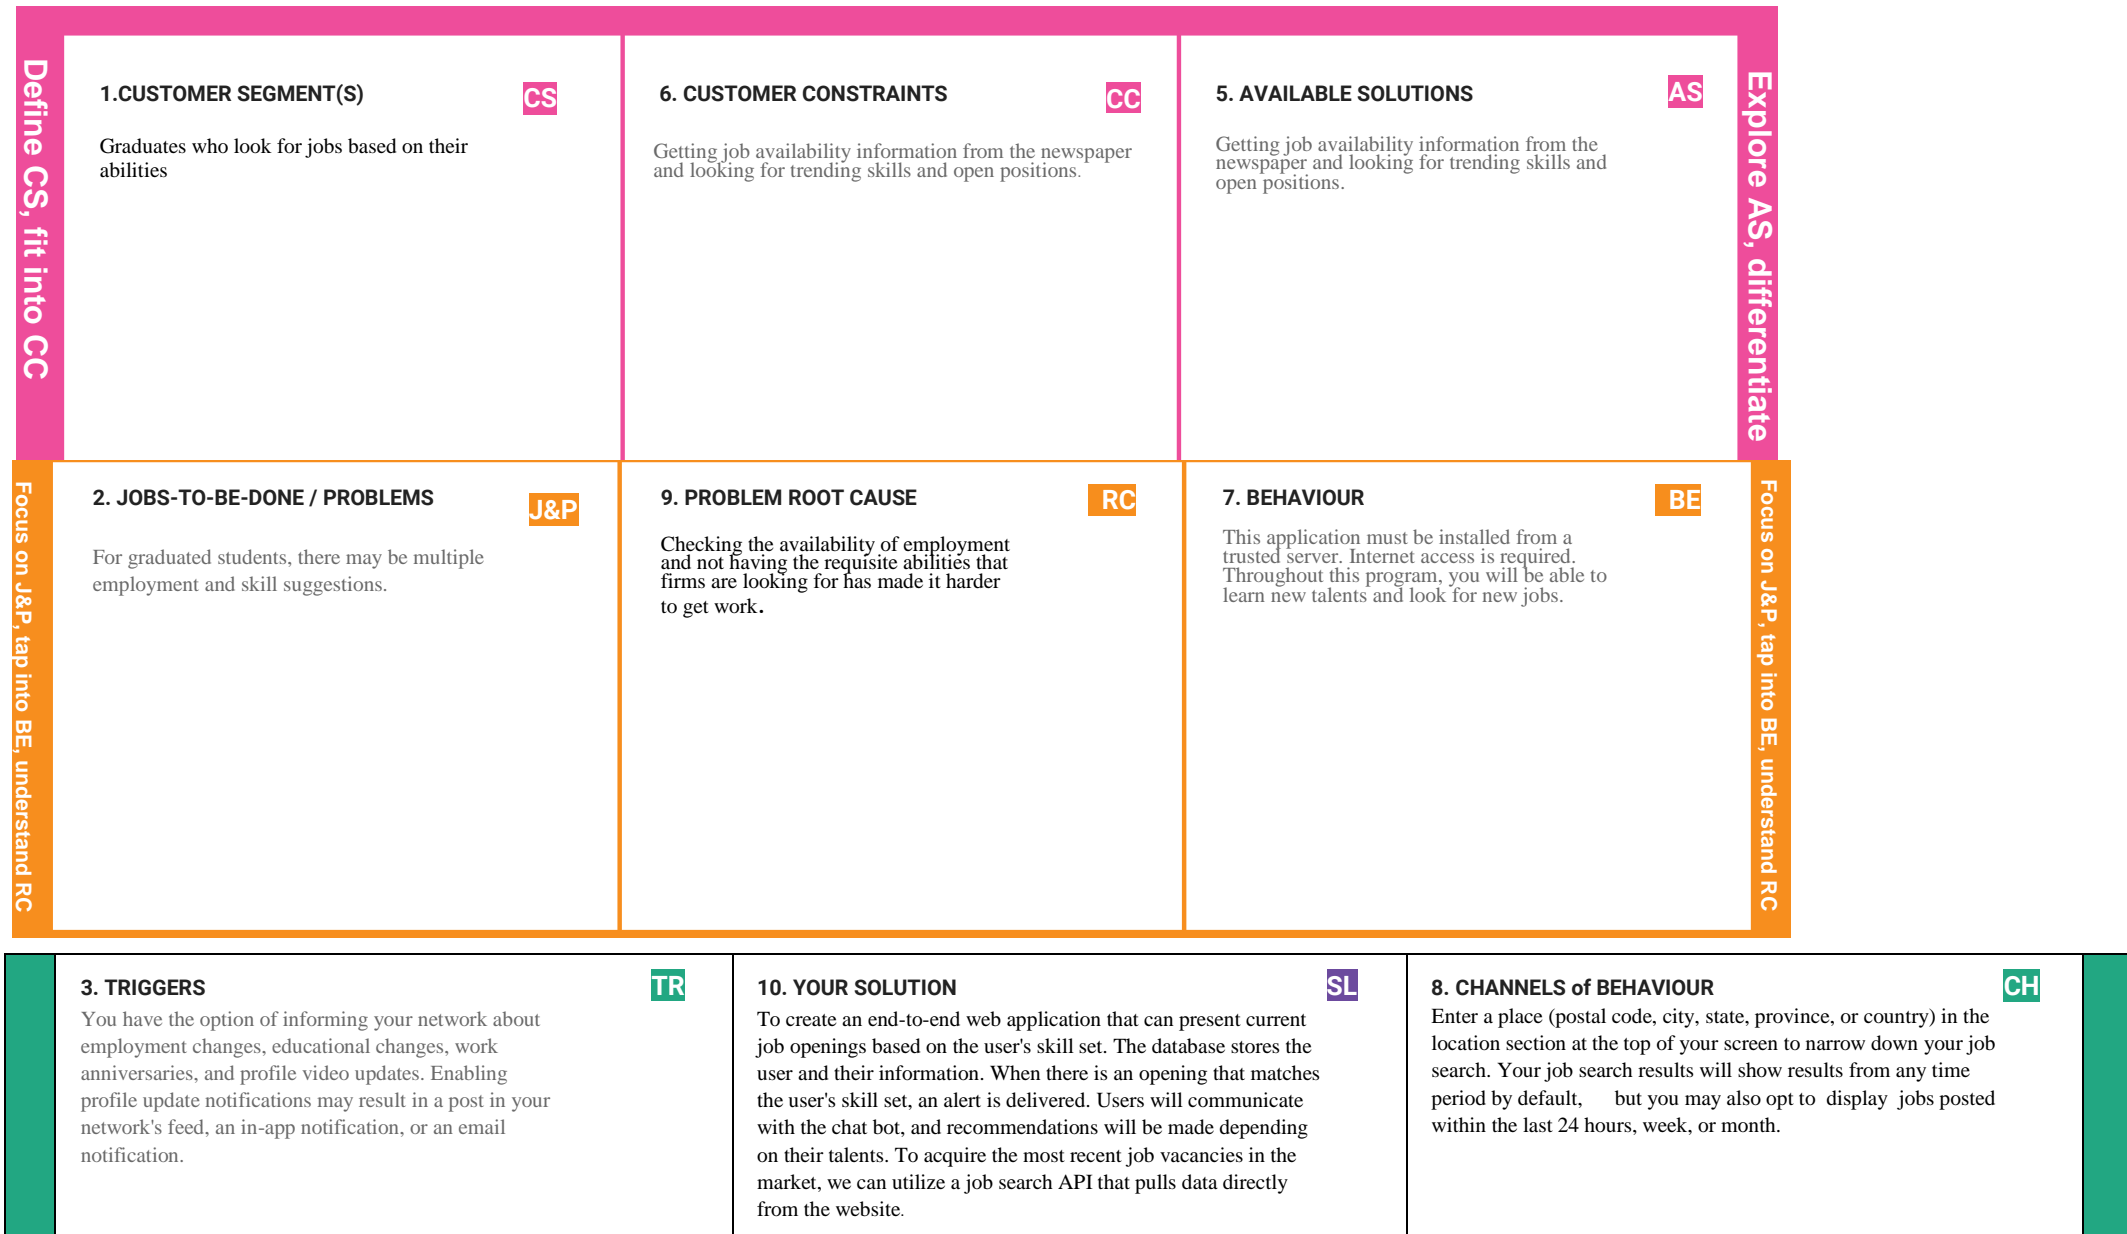 Define CS, fit into CC
1.CUSTOMER SEGMENT(S)
CS
Graduates who look for jobs based on their
abilities
6. CUSTOMER CONSTRAINTS
CC
Getting job availability information from the newspaper
and looking for trending skills and open positions.
5. AVAILABLE SOLUTIONS
AS
Getting job availability information from the
newspaper and looking for trending skills and
open positions.
Explore AS, differentiate
Focus on J&P, tap into BE, understand RC
2. JOBS-TO-BE-DONE / PROBLEMS
J&P
For graduated students, there may be multiple
employment and skill suggestions.
9. PROBLEM ROOT CAUSE
RC
Checking the availability of employment
and not having the requisite abilities that
firms are looking for has made it harder
to get work.
7. BEHAVIOUR
BE
This application must be installed from a
trusted server. Internet access is required.
Throughout this program, you will be able to
learn new talents and look for new jobs.
Focus on J&P, tap into BE, understand RC
3. TRIGGERS
TR
You have the option of informing your network about
employment changes, educational changes, work
anniversaries, and profile video updates. Enabling
profile update notifications may result in a post in your
network's feed, an in-app notification, or an email
notification.
10. YOUR SOLUTION
SL
To create an end-to-end web application that can present current
job openings based on the user's skill set. The database stores the
user and their information. When there is an opening that matches
the user's skill set, an alert is delivered. Users will communicate
with the chat bot, and recommendations will be made depending
on their talents. To acquire the most recent job vacancies in the
market, we can utilize a job search API that pulls data directly
from the website.
8. CHANNELS of BEHAVIOUR
CH
Enter a place (postal code, city, state, province, or country) in the
location section at the top of your screen to narrow down your job
search. Your job search results will show results from any time
period by default, but you may also opt to display jobs posted
within the last 24 hours, week, or month.